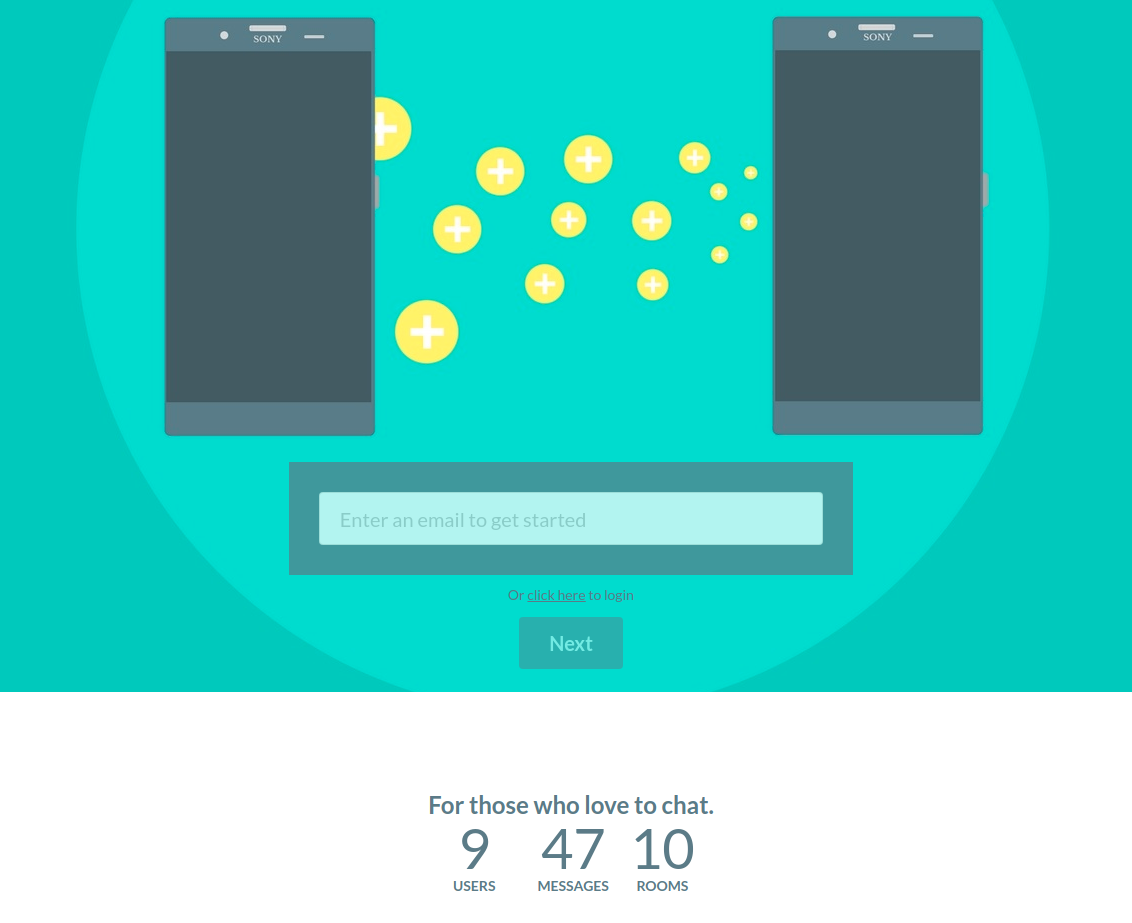 SONY
SONY
Enter an email to get started
Or click here to login
Next
For those who love to chat.
9 47 10
USERS MESSAGES ROOMS